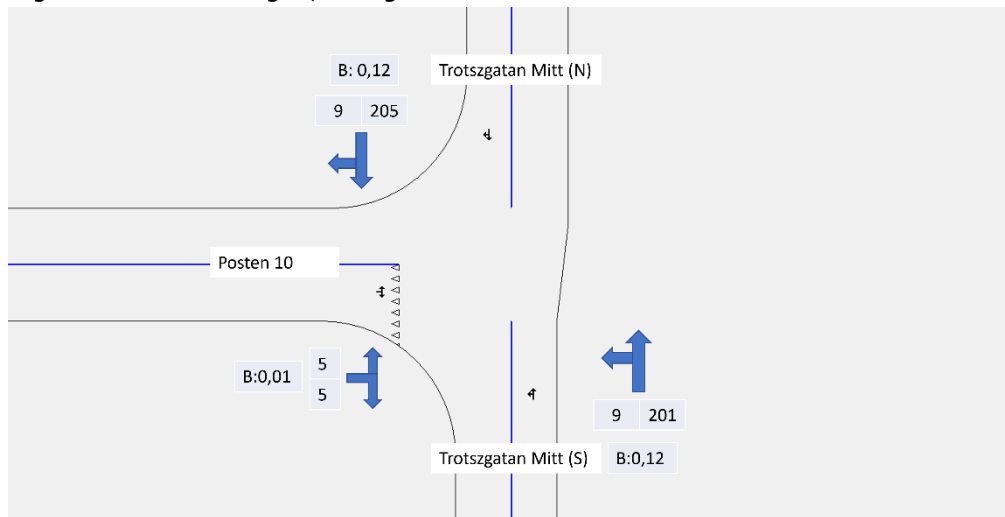 B: 0,12
Trotszgatan Mitt (N)
9 205
Posten 10
B:0,01
5
5
9 201
Trotszgatan Mitt (S)
B:0,12